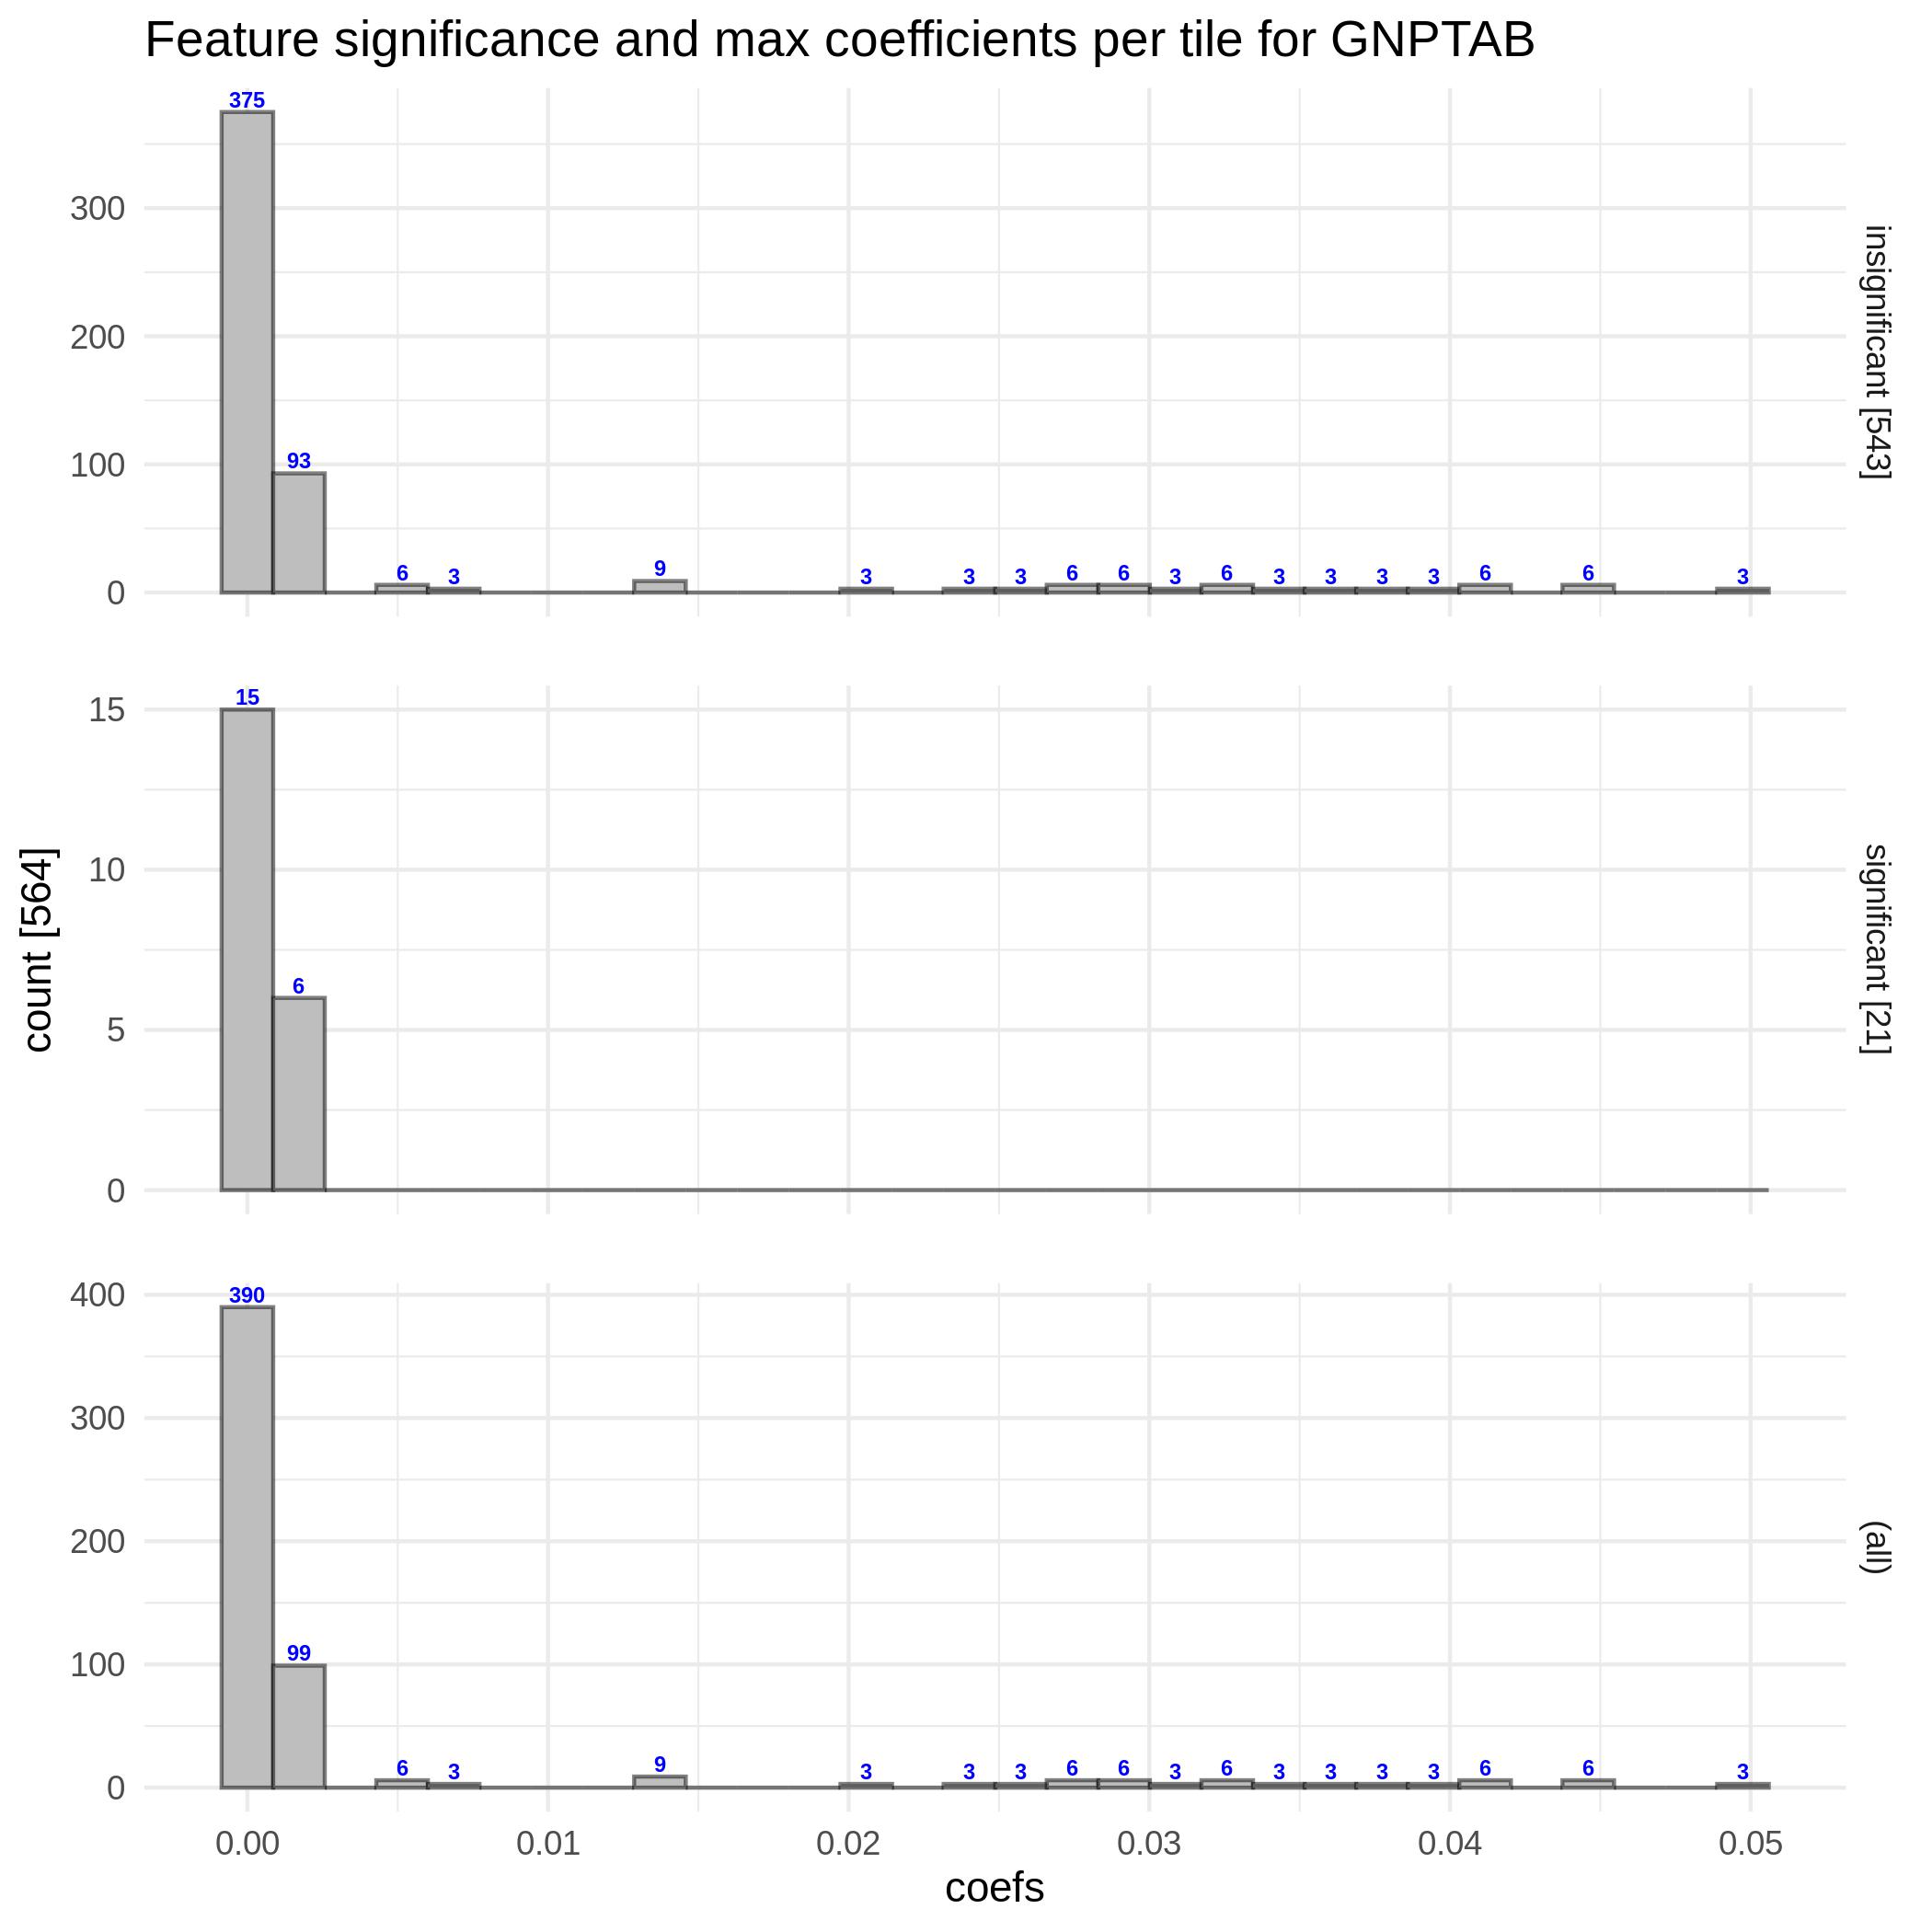 Feature significance and max coefficients per tile for GNPTAB
375
93
6 3 9 3 3 3 6 6 3 6 3 3 3 3 6 6 3
300
200
100
0
insignificant [543]
15
6
15
10
5
0
significant [21]
count [564]
390
99
6 3 9 3 3 3 6 6 3 6 3 3 3 3 6 6 3
400
300
200
100
0
(all)
0.00 0.01 0.02 0.03 0.04 0.05
coefs